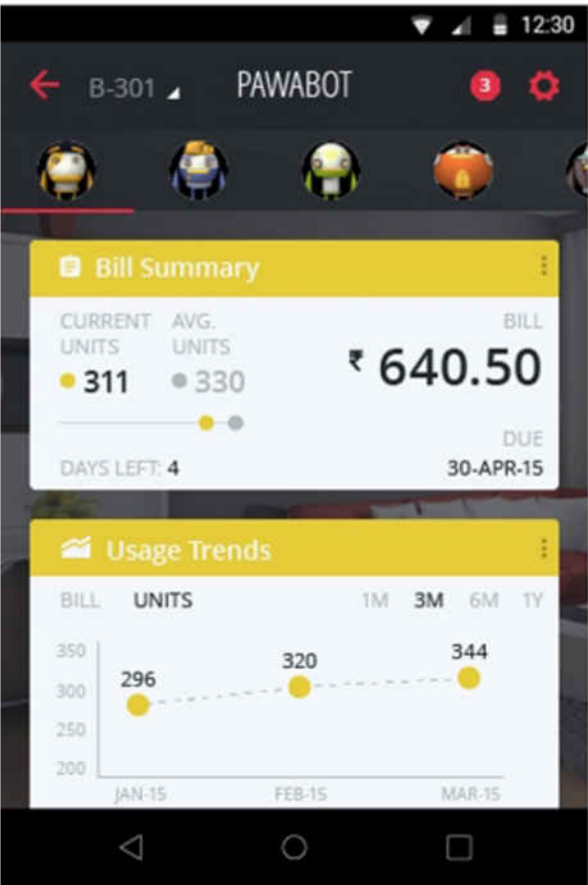 12:30
B-301
PAWABOT
3
Bill Summary
CURRENT UNITS
AVG. UNITS
BILL
311
330
₹ 640.50
DUE
DAYS LEFT: 4
30-APR-15
Usage Trends
BILL UNITS 1M 3M 6M 1Y
350
300
250
200
296
320
344
JAN-15 FEB-15 MAR-15